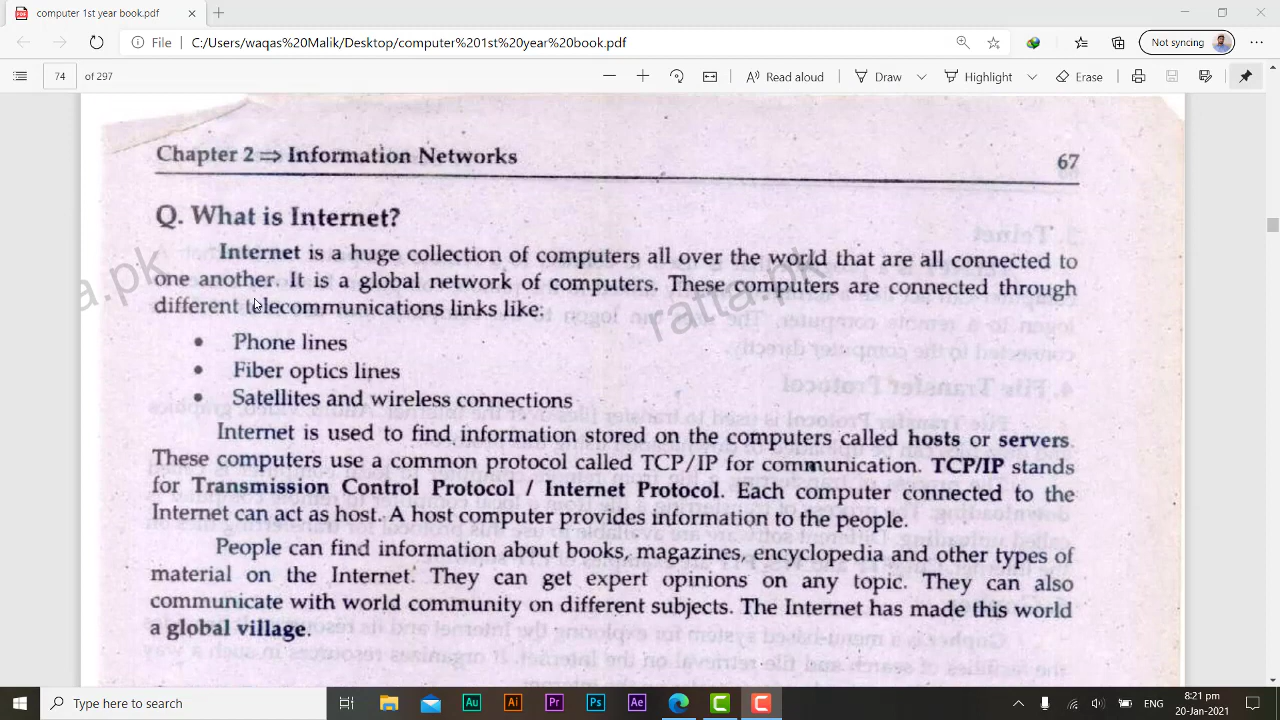 computer 1st year book.pdf
File C:/Users/waqas%20Malik/Desktop/computer%201st%20year%20book.pdf Not syncing
74 of 297 Read aloud Draw Highlight Erase
Chapter 2 ⇒ Information Networks 67
Q. What is Internet?
Internet is a huge collection of computers all over the world that are all connected to
one another. It is a global network of computers. These computers are connected through
different telecommunications links like:
• Phone lines
• Fiber optics lines
• Satellites and wireless connections
Internet is used to find information stored on the computers called hosts or servers.
These computers use a common protocol called TCP/IP for communication. TCP/IP stands
for Transmission Control Protocol / Internet Protocol. Each computer connected to the
Internet can act as host. A host computer provides information to the people.
People can find information about books, magazines, encyclopedia and other types of
material on the Internet. They can get expert opinions on any topic. They can also
communicate with world community on different subjects. The Internet has made this world
a global village.
a.pk
ratta.pk
Type here to search
Au Ai Pr Ps Ae
8:21 pm
20-Jan-2021